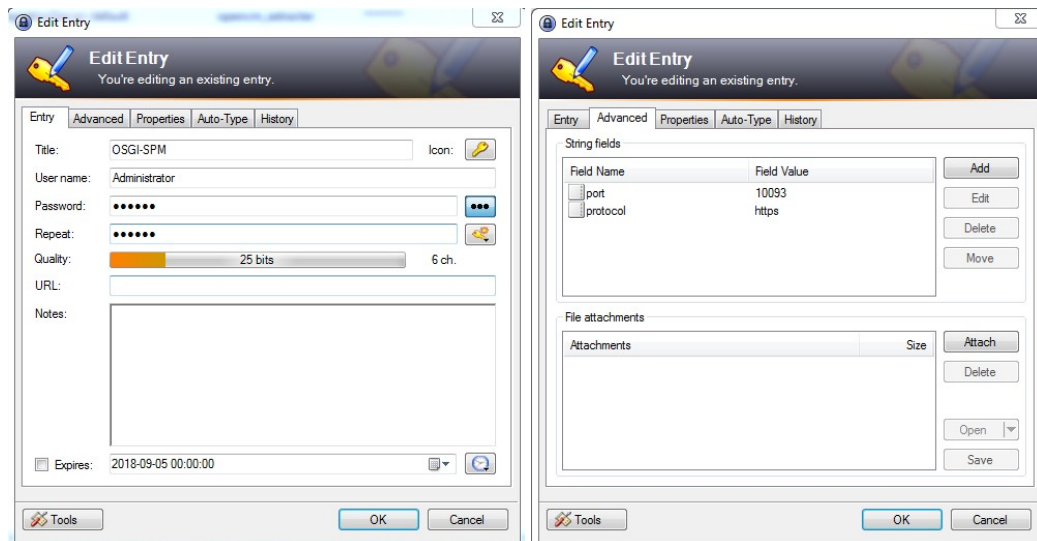 Edit Entry
Edit Entry
You're editing an existing entry.
Entry Advanced Properties Auto-Type History
Title: OSGI-SPM Icon:
User name: Administrator
Password: ●●●●●● ●●●
Repeat: ●●●●●●
Quality: 25 bits 6 ch.
URL:
Notes:
Expires: 2018-09-05 00:00:00
Tools OK Cancel
Edit Entry
Edit Entry
You're editing an existing entry.
Entry Advanced Properties Auto-Type History
String fields
Field Name Field Value Add
port 10093
protocol https
Edit
Delete
Move
File attachments
Attachments Size Attach
Delete
Open
Save
Tools OK Cancel